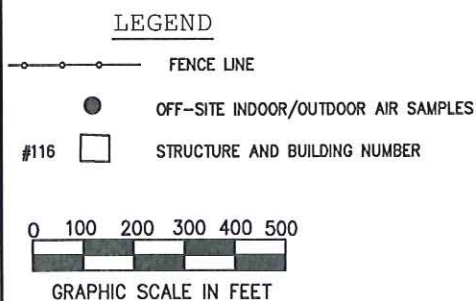 LEGEND
FENCE LINE
OFF-SITE INDOOR/OUTDOOR AIR SAMPLES
#116 STRUCTURE AND BUILDING NUMBER
0 100 200 300 400 500
GRAPHIC SCALE IN FEET